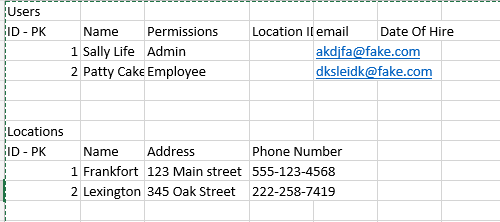 Users
ID - PK Name Permissions Location ID email Date Of Hire
1 Sally Life Admin akdjfa@fake.com
2 Patty Cake Employee dksleidk@fake.com
Locations
ID - PK Name Address Phone Number
1 Frankfort 123 Main street 555-123-4568
2 Lexington 345 Oak Street 222-258-7419